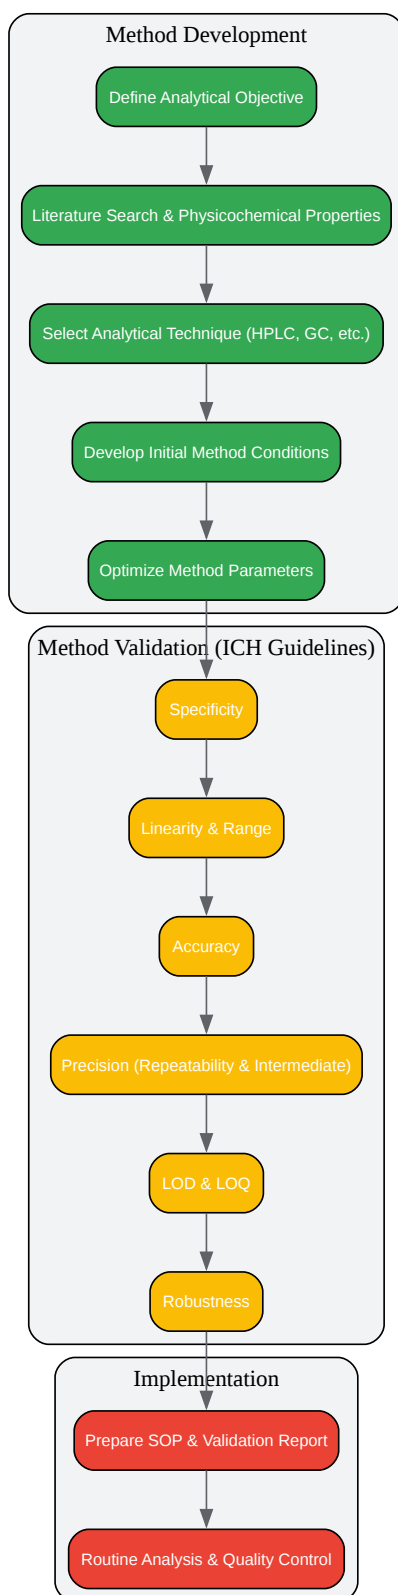 Method Development
Define Analytical Objective
Literature Search & Physicochemical Properties
Select Analytical Technique (HPLC, GC, etc.)
Develop Initial Method Conditions
Optimize Method Parameters
Method Validation (ICH Guidelines)
Specificity
Linearity & Range
Accuracy
Precision (Repeatability & Intermediate)
LOD & LOQ
Robustness
Implementation
Prepare SOP & Validation Report
Routine Analysis & Quality Control